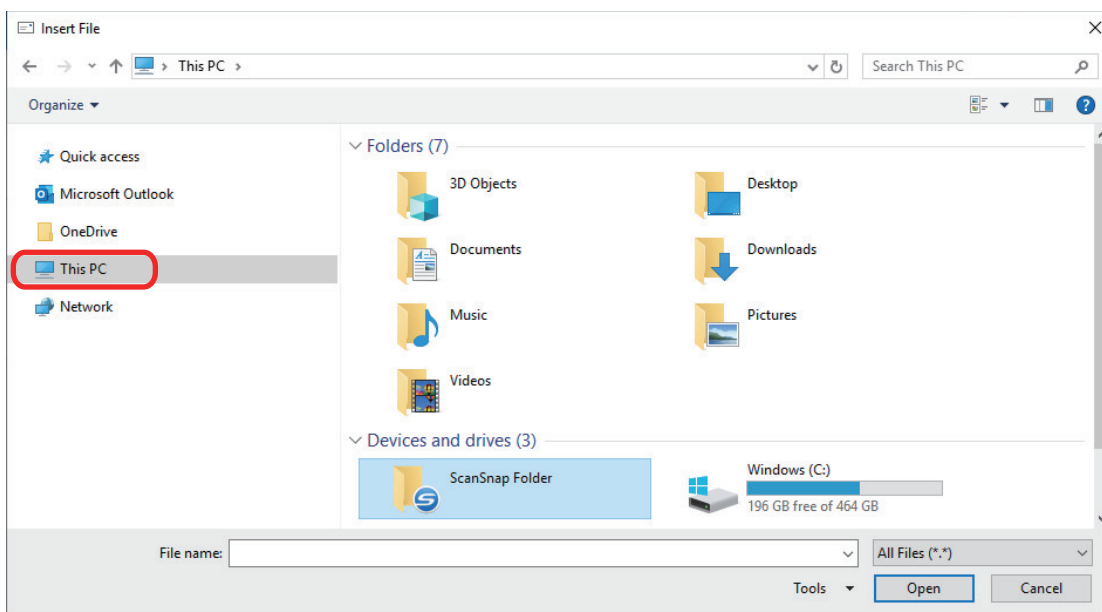 Insert File
This PC
Search This PC
Organize
Quick access
Microsoft Outlook
OneDrive
This PC
Network
Folders (7)
3D Objects
Desktop
Documents
Downloads
Music
Pictures
Videos
Devices and drives (3)
ScanSnap Folder
Windows (C:)
196 GB free of 464 GB
File name:
All Files (*.*)
Tools
Open
Cancel